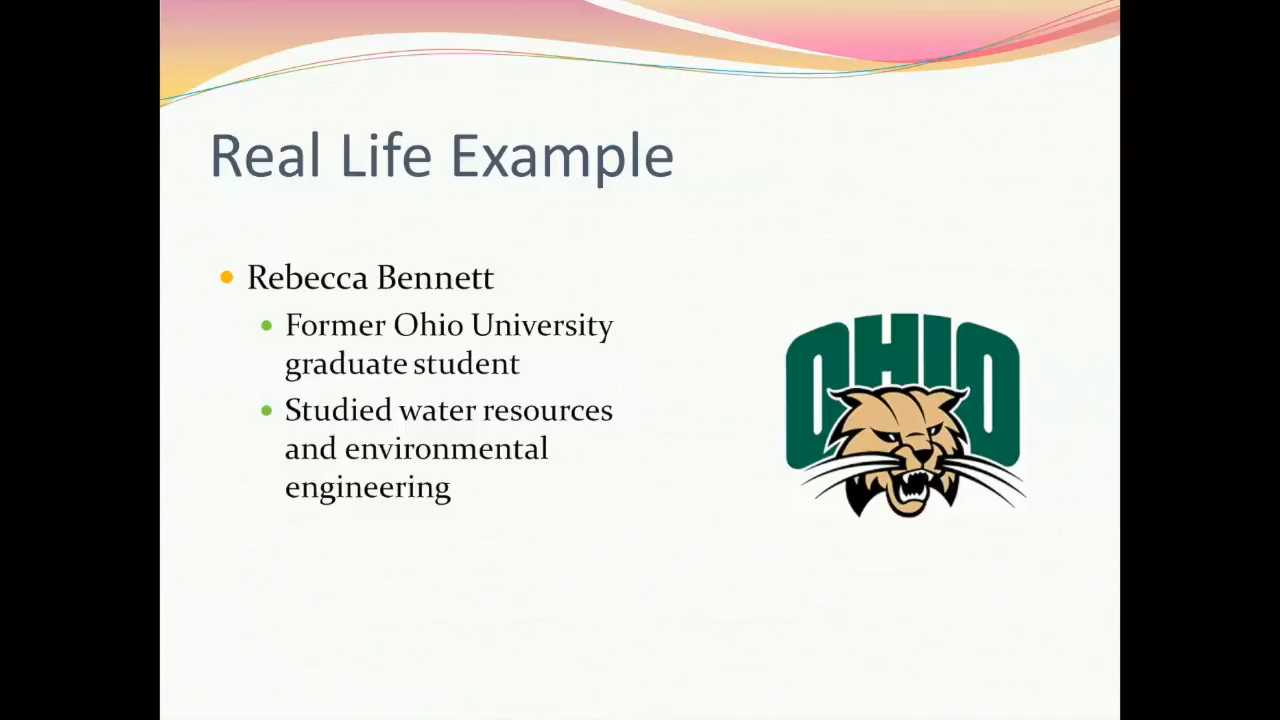 Real Life Example
Rebecca Bennett
Former Ohio University
graduate student
Studied water resources
and environmental
engineering
OHIO